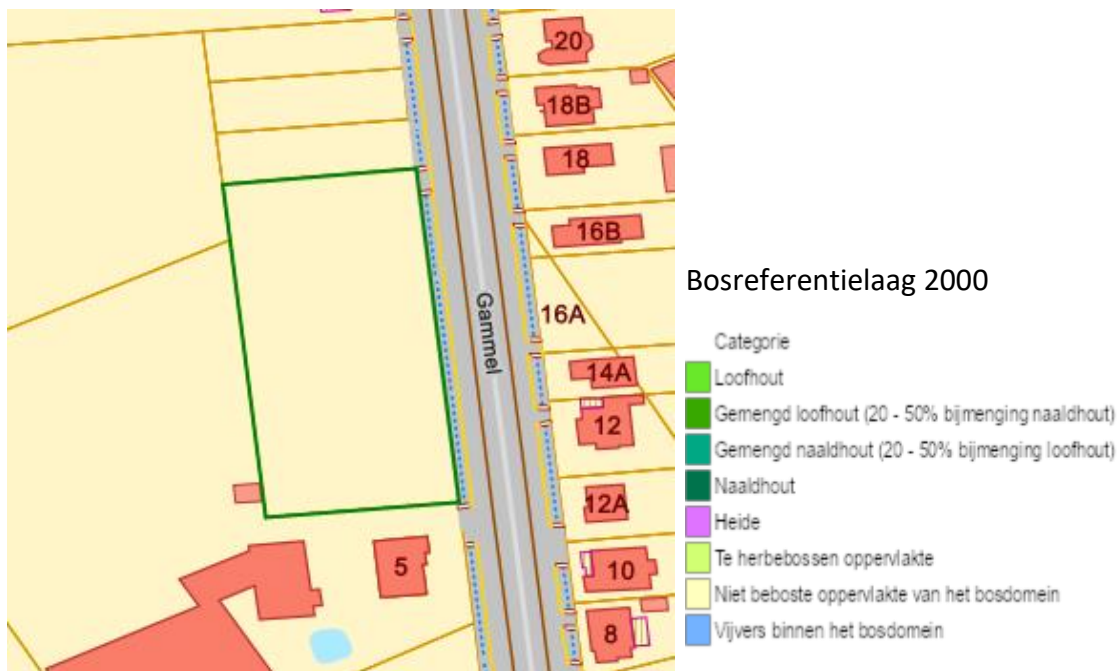 20
18B
18
16B
16A
Gammel
14A
12
12A
5
10
8
Bosreferentielaag 2000
Categorie
Loofhout
Gemengd loofhout (20 - 50% bijmenging naaldhout)
Gemengd naaldhout (20 - 50% bijmenging loofhout)
Naaldhout
Heide
Te herbebossen oppervlakte
Niet beboste oppervlakte van het bosdomein
Vijvers binnen het bosdomein